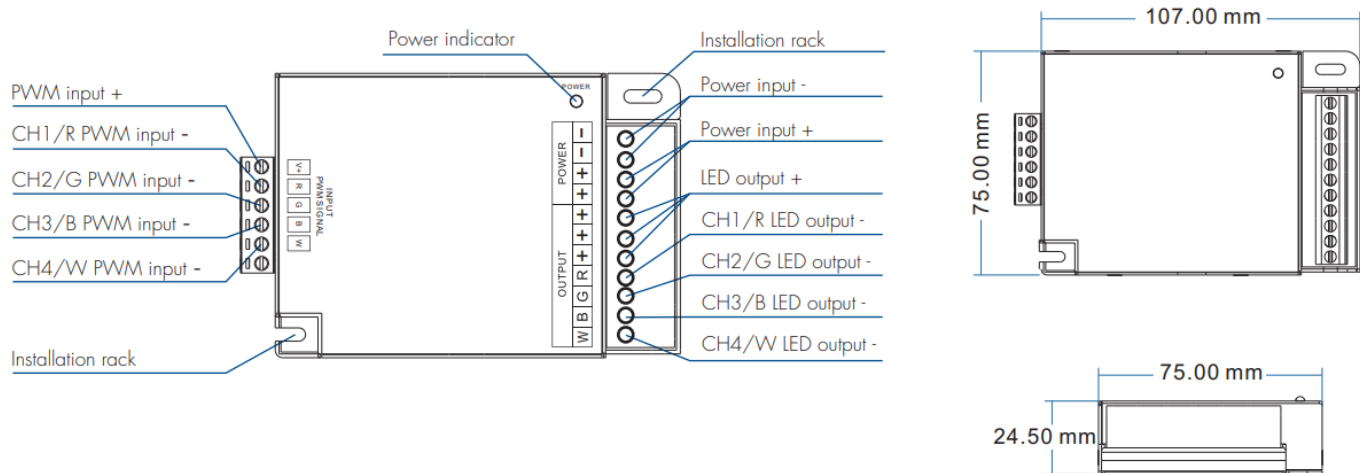 Power indicator
Installation rack
PWM input +
CH1/R PWM input -
CH2/G PWM input -
CH3/B PWM input -
CH4/W PWM input -
Installation rack
V+
R
G
B
W
INPUT
PWM SIGNAL
POWER
POWER
- - + +
OUTPUT
+ + + R G B W
Power input -
Power input +
LED output +
CH1/R LED output -
CH2/G LED output -
CH3/B LED output -
CH4/W LED output -
107.00 mm
75.00 mm
75.00 mm
24.50 mm